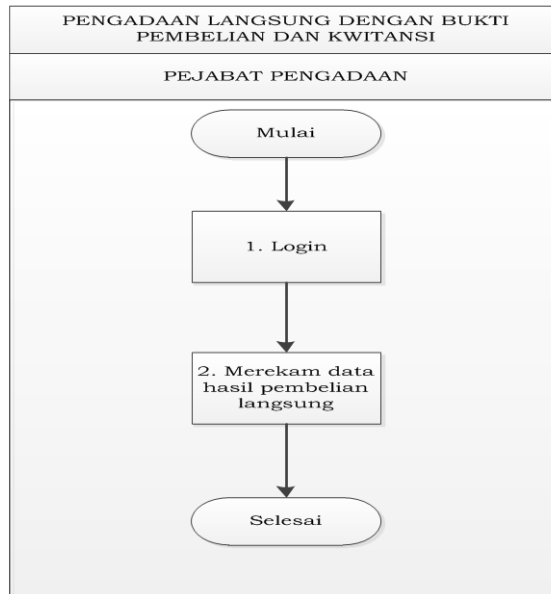 PENGADAAN LANGSUNG DENGAN BUKTI
PEMBELIAN DAN KWITANSI
PEJABAT PENGADAAN
Mulai
1. Login
2. Merekam data
hasil pembelian
langsung
Selesai